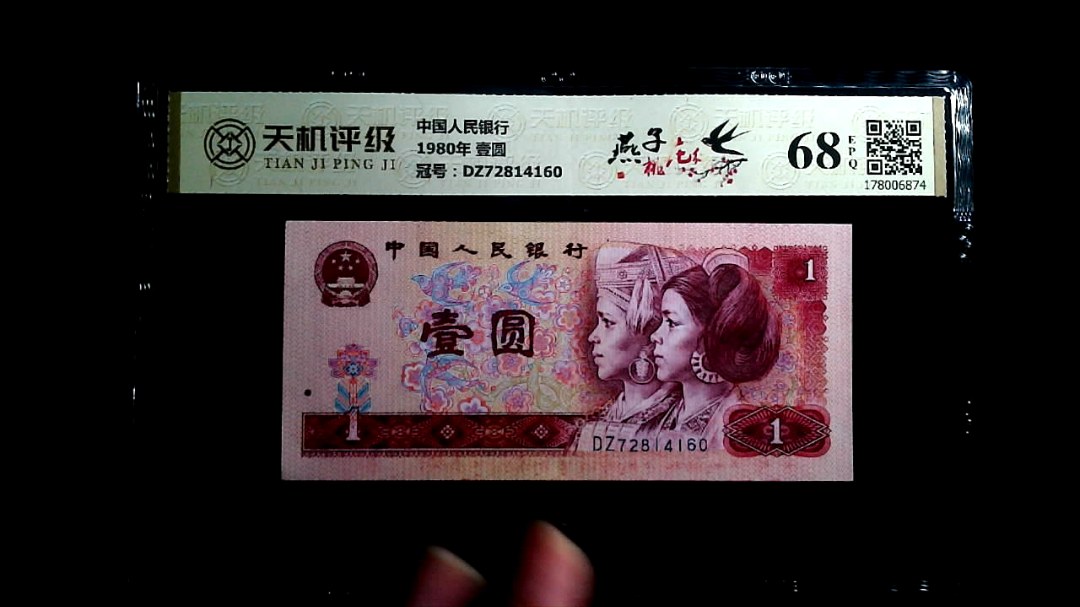 天机评级
TIAN JI PING JI
中国人民银行
1980年 壹圆
冠号：DZ72814160
燕子桃
68
EPQ
178006874
中国人民银行
1
壹圆
1
DZ72814160
1